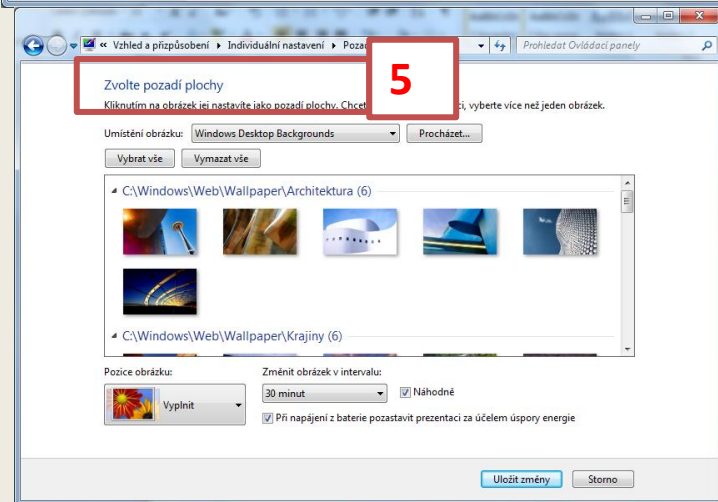 « Vzhled a přizpůsobení ▸ Individuální nastavení ▸ Prohledat Ovládací panely
5
Zvolte pozadí plochy
Kliknutím na obrázek jej nastavíte jako pozadí plochy. vyberte více než jeden obrázek.
Umístění obrázku: Windows Desktop Backgrounds Procházet...
Vybrat vše Vymazat vše
C:\Windows\Web\Wallpaper\Architektura (6)
C:\Windows\Web\Wallpaper\Krajiny (6)
Pozice obrázku: Změnit obrázek v intervalu:
Vyplnit 30 minut Náhodně
Při napájení z baterie pozastavit prezentaci za účelem úspory energie
Uložit změny Storno